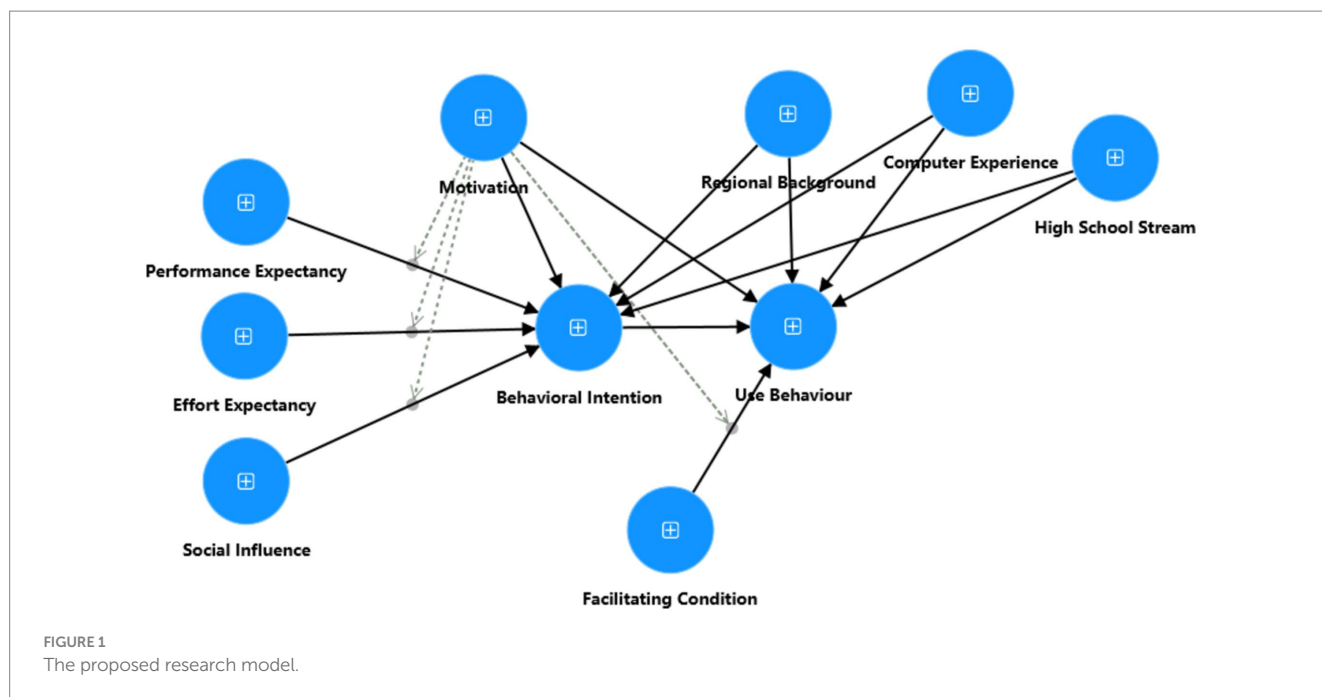 Motivation
Regional Background
Computer Experience
High School Stream
Performance Expectancy
Effort Expectancy
Behavioral Intention
Use Behaviour
Social Influence
Facilitating Condition
FIGURE 1
The proposed research model.